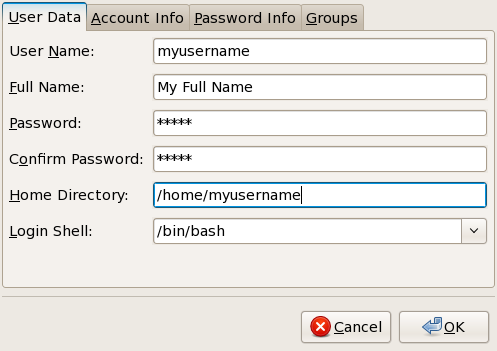 User Data Account Info Password Info Groups
User Name: myusername
Full Name: My Full Name
Password: *****
Confirm Password: *****
Home Directory: /home/myusername
Login Shell: /bin/bash
Cancel OK